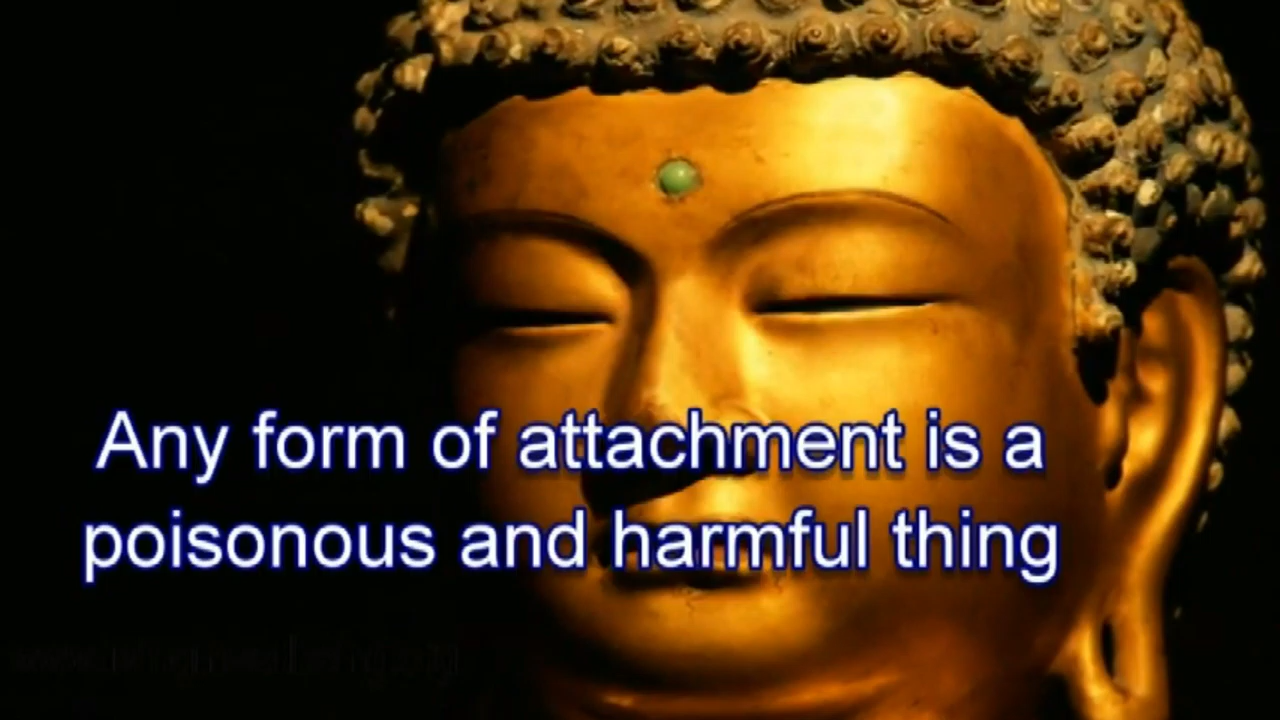 Any form of attachment is a
poisonous and harmful thing